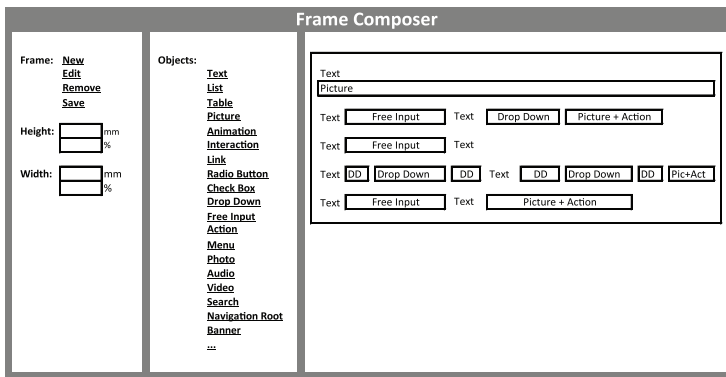 Frame Composer
Frame: New
Edit
Remove
Save
Height: mm
%
Width: mm
%
Objects:
Text
List
Table
Picture
Animation
Interaction
Link
Radio Button
Check Box
Drop Down
Free Input
Action
Menu
Photo
Audio
Video
Search
Navigation Root
Banner
...
Text
Picture
Text Free Input Text Drop Down Picture + Action
Text Free Input Text
Text DD Drop Down DD Text DD Drop Down DD Pic+Act
Text Free Input Text Picture + Action